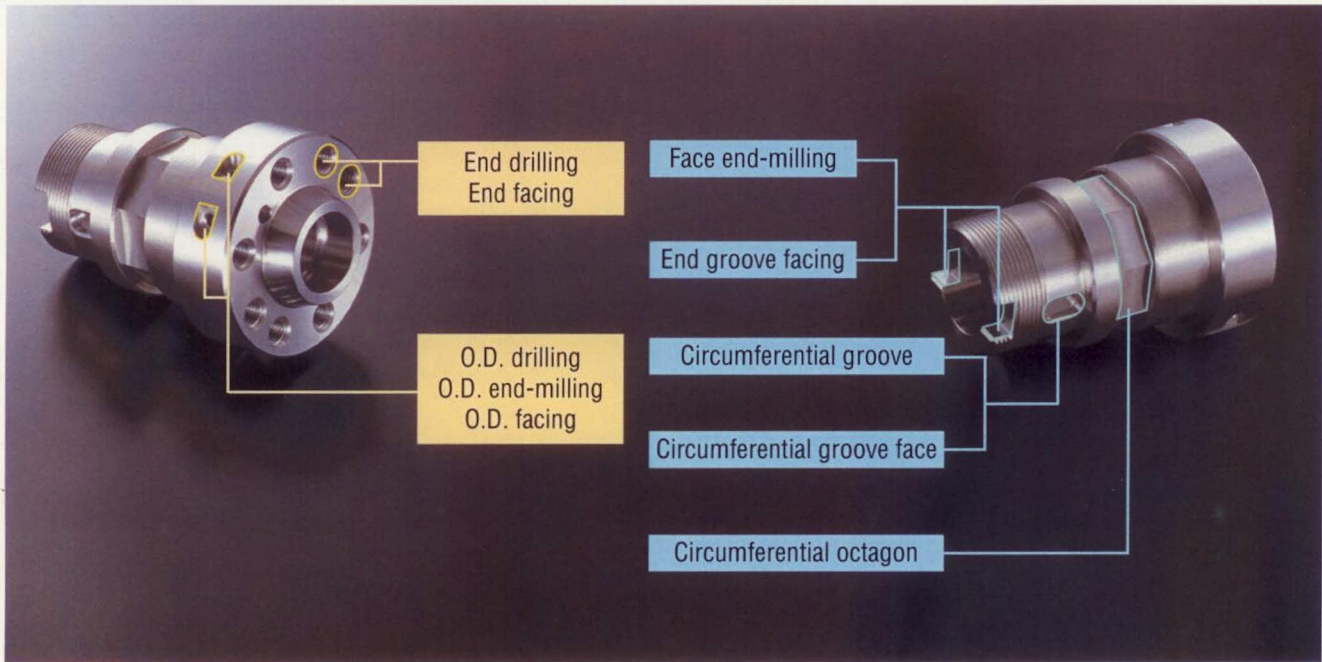 End drilling
End facing
O.D. drilling
O.D. end-milling
O.D. facing
Face end-milling
End groove facing
Circumferential groove
Circumferential groove face
Circumferential octagon